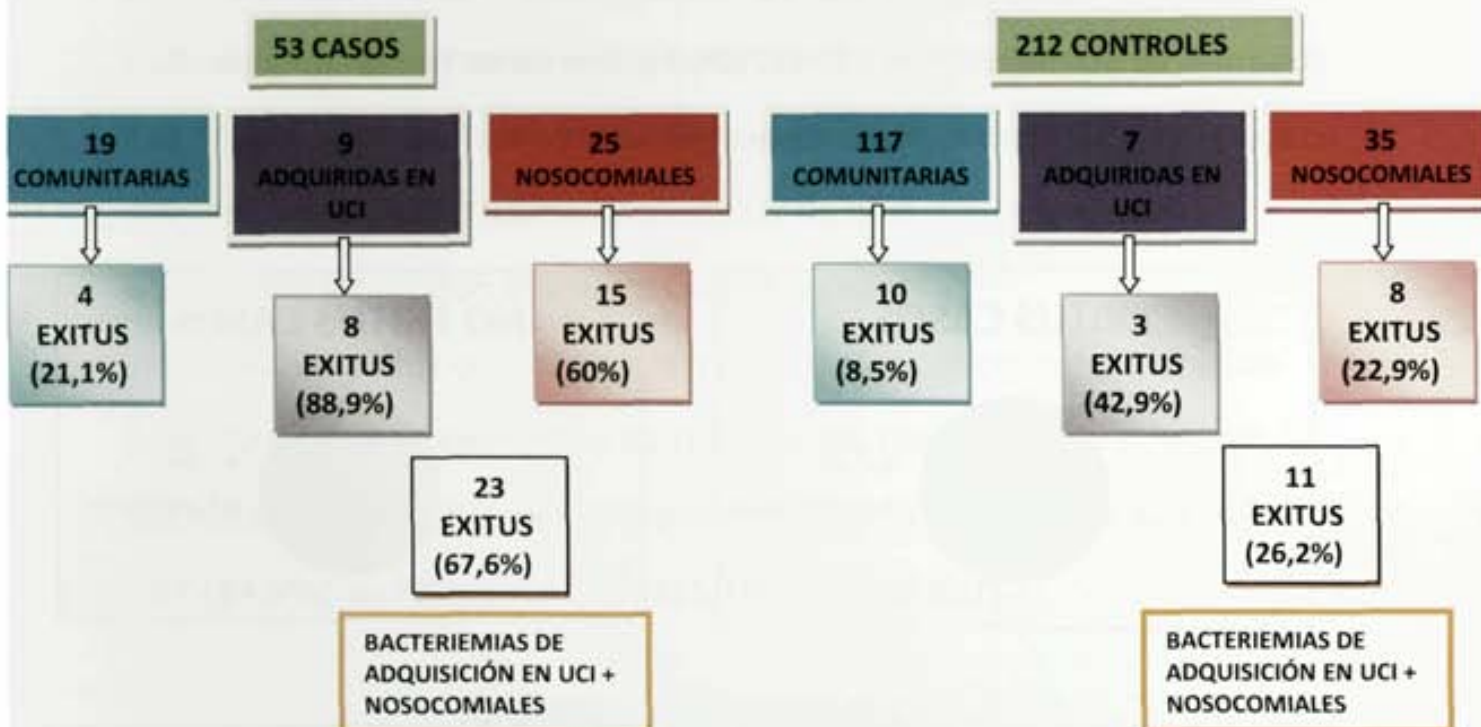 53 CASOS
19
COMUNITARIAS
9
ADQUIRIDAS EN
UCI
25
NOSOCOMIALES
4
EXITUS
(21,1%)
8
EXITUS
(88,9%)
15
EXITUS
(60%)
23
EXITUS
(67,6%)
BACTERIEMIAS DE
ADQUISICIÓN EN UCI +
NOSOCOMIALES
212 CONTROLES
117
COMUNITARIAS
7
ADQUIRIDAS EN
UCI
35
NOSOCOMIALES
10
EXITUS
(8,5%)
3
EXITUS
(42,9%)
8
EXITUS
(22,9%)
11
EXITUS
(26,2%)
BACTERIEMIAS DE
ADQUISICIÓN EN UCI +
NOSOCOMIALES